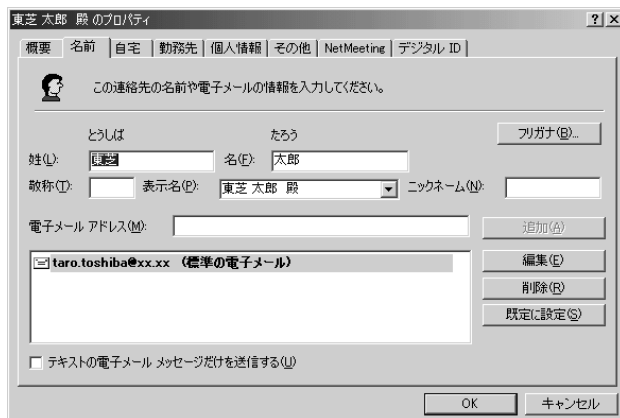 東芝 太郎 殿 のプロパティ ? ×
概要 名前 自宅 勤務先 個人情報 その他 NetMeeting デジタル ID
この連絡先の名前や電子メールの情報を入力してください。
とうしば たろう フリガナ(B)...
姓(L): 東芝 名(F): 太郎
敬称(T): 表示名(P): 東芝 太郎 殿 ニックネーム(N):
電子メール アドレス(M): 追加(A)
taro.toshiba@xx.xx (標準の電子メール) 編集(E)
削除(R)
既定に設定(S)
テキストの電子メール メッセージだけを送信する(U)
OK キャンセル